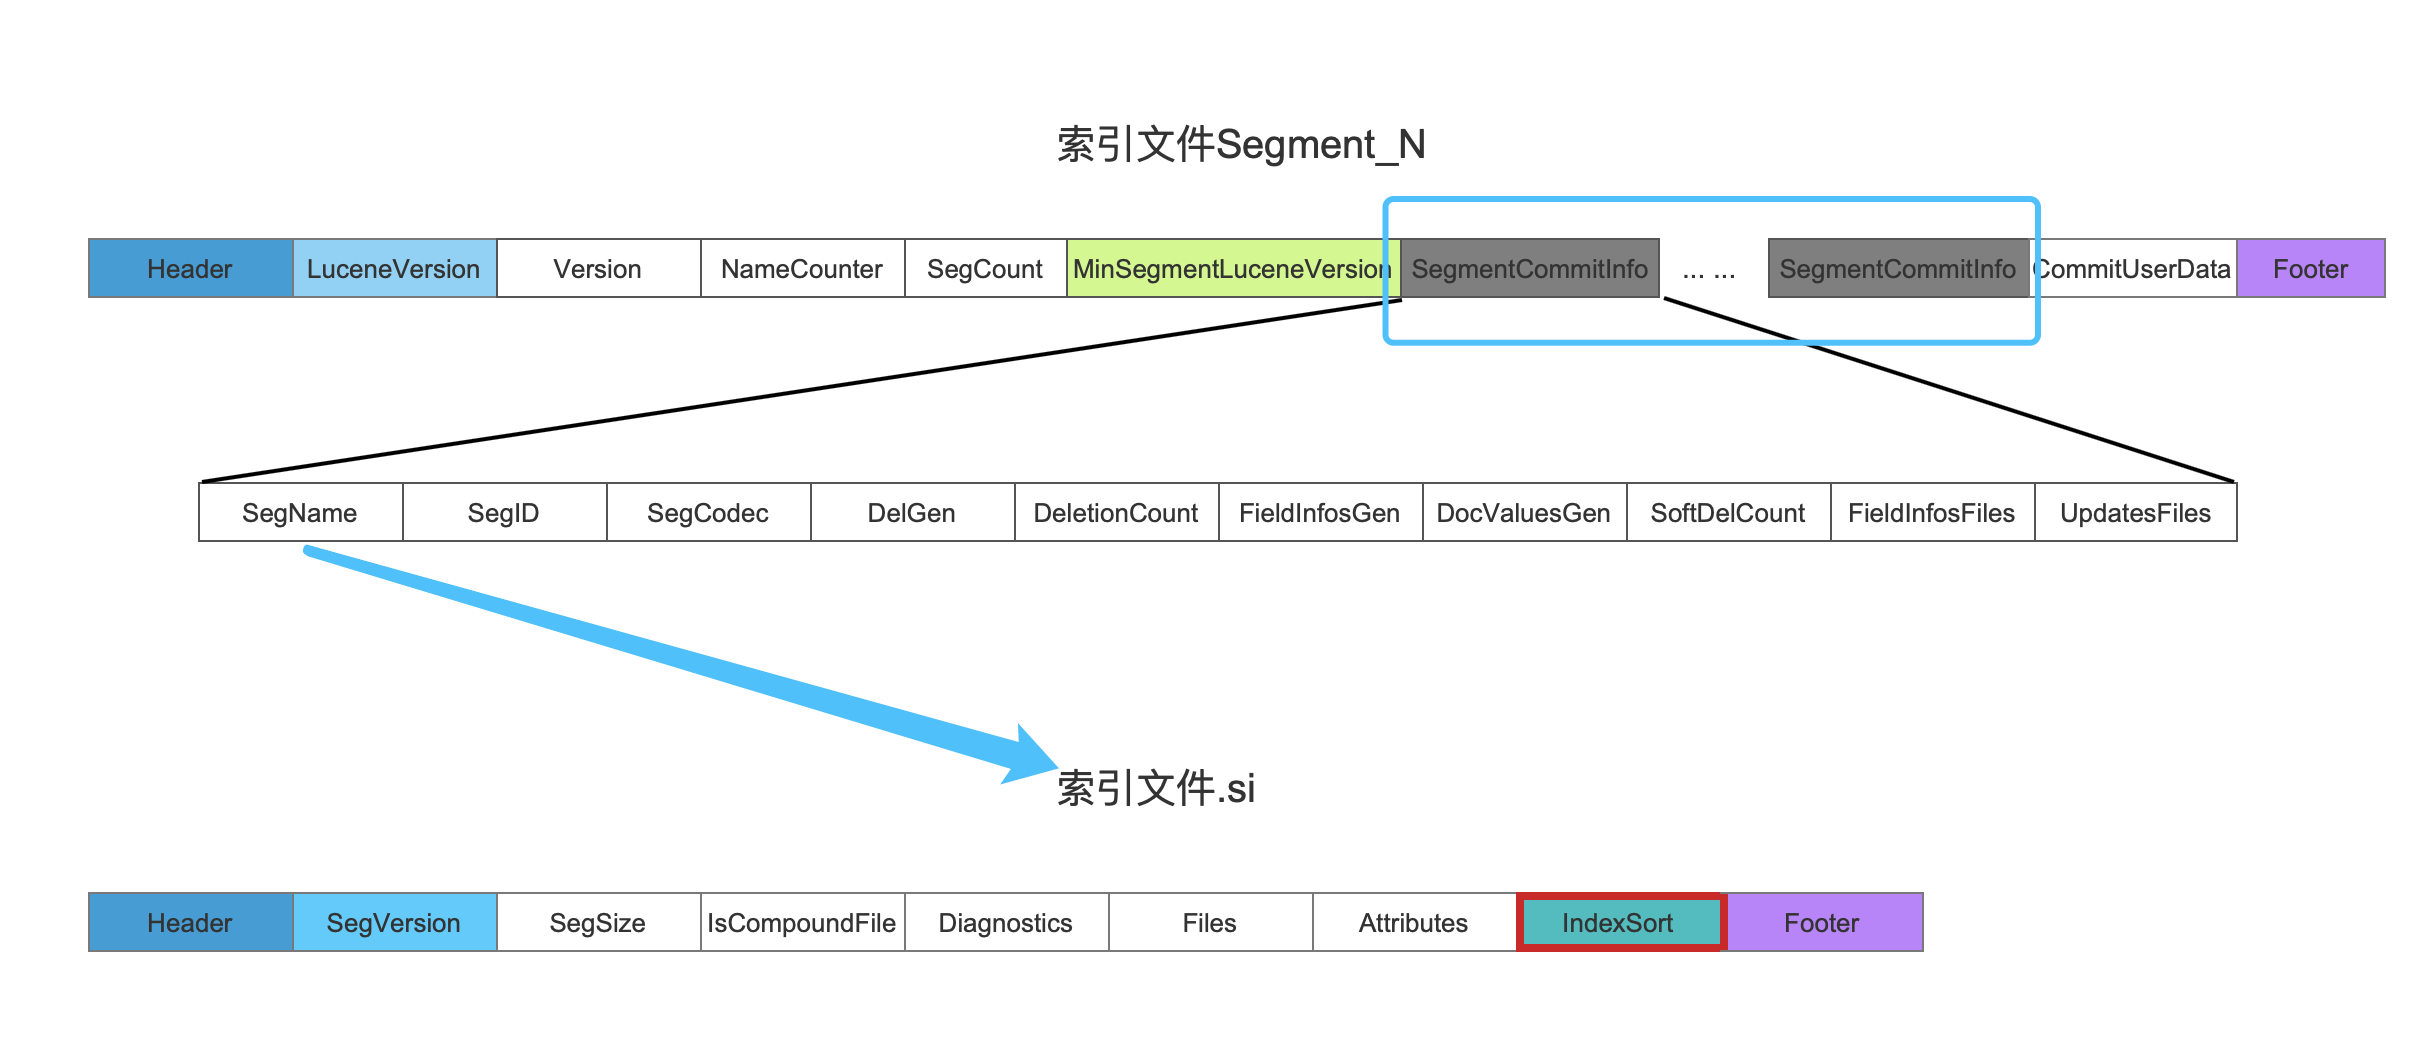 索引文件Segment_N
Header LuceneVersion Version NameCounter SegCount MinSegmentLuceneVersion SegmentCommitInfo ... ... SegmentCommitInfo CommitUserData Footer
SegName SegID SegCodec DelGen DeletionCount FieldInfosGen DocValuesGen SoftDelCount FieldInfosFiles UpdatesFiles
索引文件.si
Header SegVersion SegSize IsCompoundFile Diagnostics Files Attributes IndexSort Footer